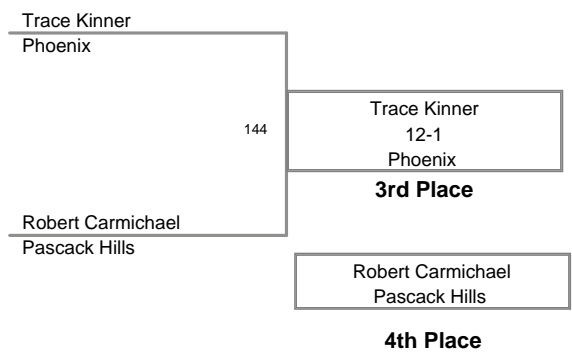 Trace Kinner
Phoenix
144
Trace Kinner
12-1
Phoenix
3rd Place
Robert Carmichael
Pascack Hills
Robert Carmichael
Pascack Hills
4th Place